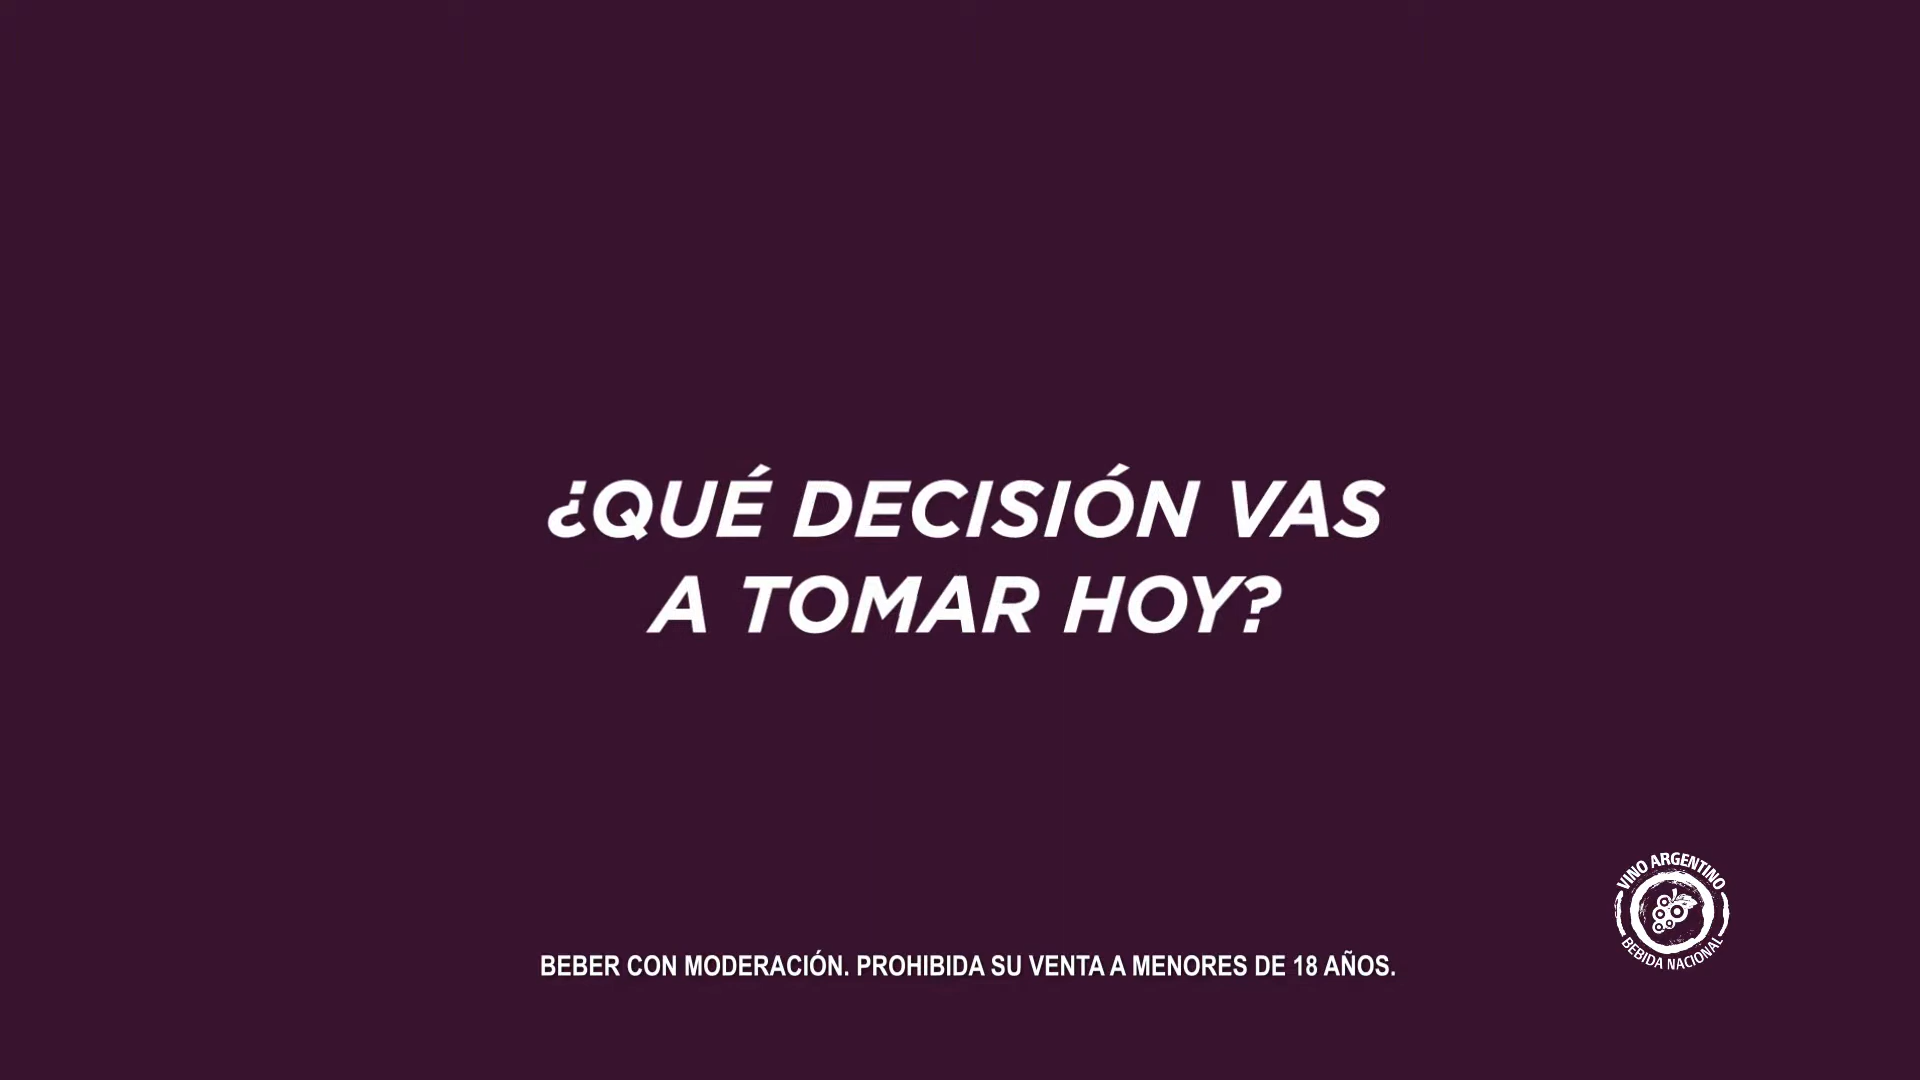 ¿QUÉ DECISIÓN VAS
A TOMAR HOY?
VINO ARGENTINO
BEBIDA NACIONAL
BEBER CON MODERACIÓN. PROHIBIDA SU VENTA A MENORES DE 18 AÑOS.